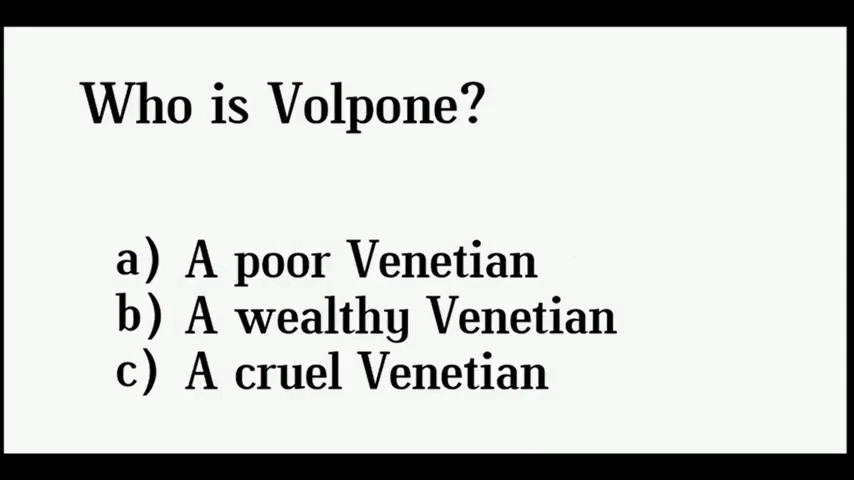 Who is Volpone?
a) A poor Venetian
b) A wealthy Venetian
c) A cruel Venetian